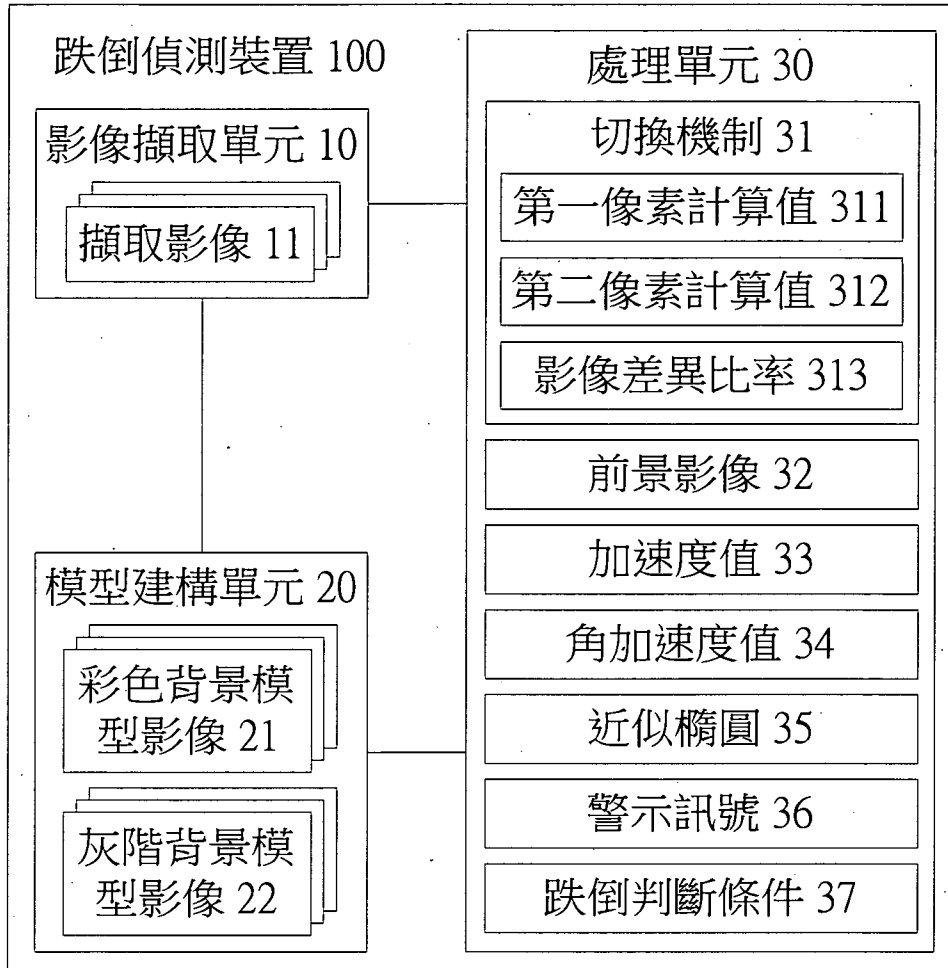 跌倒偵測裝置 100
影像擷取單元 10
擷取影像 11
模型建構單元 20
彩色背景模
型影像 21
灰階背景模
型影像 22
處理單元 30
切換機制 31
第一像素計算值 311
第二像素計算值 312
影像差異比率 313
前景影像 32
加速度值 33
角加速度值 34
近似橢圓 35
警示訊號 36
跌倒判斷條件 37